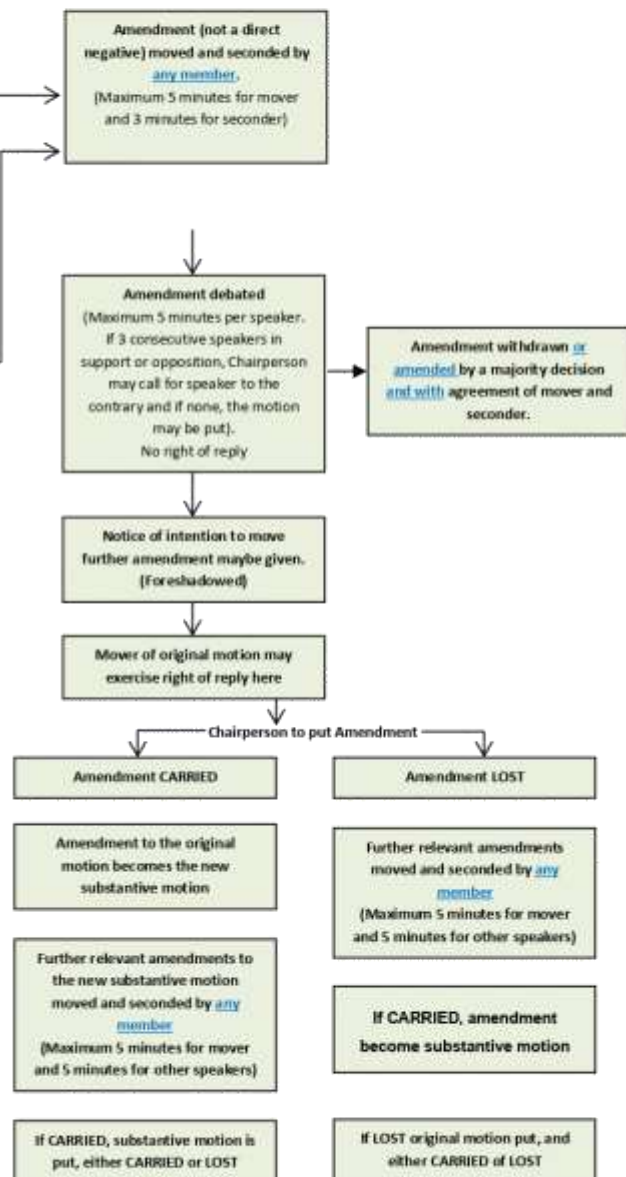 Amendment (not a direct
negative) moved and seconded by
any member.
(Maximum 5 minutes for mover
and 3 minutes for seconder)
Amendment debated
(Maximum 5 minutes per speaker.
If 3 consecutive speakers in
support or opposition, Chairperson
may call for speaker to the
contrary and if none, the motion
may be put).
No right of reply
Amendment withdrawn or
amended by a majority decision
and with agreement of mover and
seconder.
Notice of intention to move
further amendment maybe given.
(Foreshadowed)
Mover of original motion may
exercise right of reply here
Chairperson to put Amendment
Amendment CARRIED
Amendment to the original
motion becomes the new
substantive motion
Further relevant amendments to
the new substantive motion
moved and seconded by any
member
(Maximum 5 minutes for mover
and 5 minutes for other speakers)
If CARRIED, substantive motion is
put, either CARRIED or LOST
Amendment LOST
Further relevant amendments
moved and seconded by any
member
(Maximum 5 minutes for mover
and 5 minutes for other speakers)
If CARRIED, amendment
become substantive motion
If LOST original motion put, and
either CARRIED of LOST